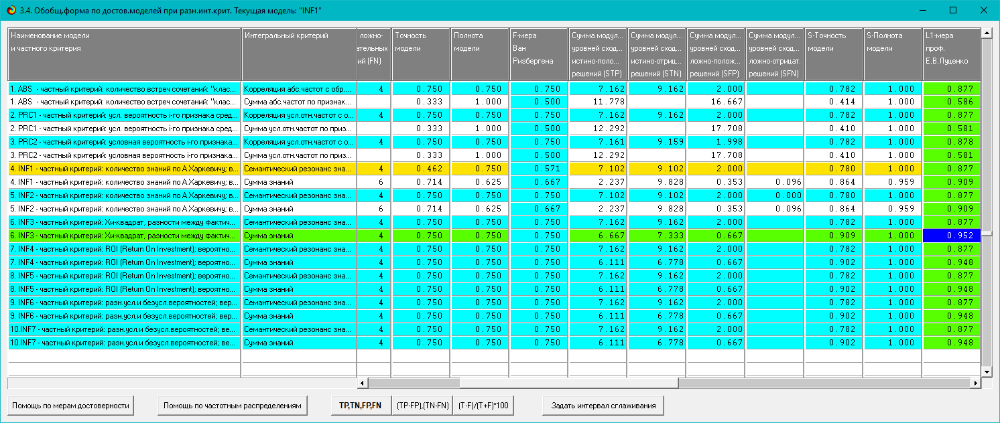 3.4. Обобщ.форма по достов.моделей при разн.инт.крит. Текущая модель: "INF1"
Наименование модели
и частного критерия
Интегральный критерий
ложно-
ательных
ий (FN)
Точность
модели
Полнота
модели
F-мера
Ван
Ризбергена
Сумма модул...
уровней сход...
истино-поло...
решений (STP)
Сумма модул...
уровней сход...
истино-отриц...
решений (STN)
Сумма модул...
уровней сход...
ложно-полож...
решений (SFP)
Сумма модул...
уровней сход...
ложно-отрицат.
решений (SFN)
S-Точность
модели
S-Полнота
модели
L1-мера
проф.
Е.В.Луценко
1. ABS - частный критерий: количество встреч сочетаний: "клас... Корреляция абс.частот с обр.... 4 0.750 0.750 0.750 7.162 9.162 2.000 0.782 1.000 0.877
1. ABS - частный критерий: количество встреч сочетаний: "клас... Сумма абс.частот по признак... 0.333 1.000 0.500 11.778 16.667 0.414 1.000 0.586
2. PRC1 - частный критерий: усл. вероятность i-го признака сред... Корреляция усл.отн.частот с о... 4 0.750 0.750 0.750 7.162 9.162 2.000 0.782 1.000 0.877
2. PRC1 - частный критерий: усл. вероятность i-го признака сред... Сумма усл.отн.частот по приз... 0.333 1.000 0.500 12.292 17.708 0.410 1.000 0.581
3. PRC2 - частный критерий: условная вероятность i-го признака... Корреляция усл.отн.частот с о... 4 0.750 0.750 0.750 7.161 9.159 1.998 0.782 1.000 0.878
3. PRC2 - частный критерий: условная вероятность i-го признака... Сумма усл.отн.частот по приз... 0.333 1.000 0.500 12.292 17.708 0.410 1.000 0.581
4. INF1 - частный критерий: количество знаний по А.Харкевичу; в... Семантический резонанс зна... 4 0.462 0.750 0.571 7.102 9.102 2.000 0.780 1.000 0.877
4. INF1 - частный критерий: количество знаний по А.Харкевичу; в... Сумма знаний 6 0.714 0.625 0.667 2.237 9.828 0.353 0.096 0.864 0.959 0.909
5. INF2 - частный критерий: количество знаний по А.Харкевичу; в... Семантический резонанс зна... 4 0.750 0.750 0.750 7.102 9.102 2.000 0.000 0.780 1.000 0.877
5. INF2 - частный критерий: количество знаний по А.Харкевичу; в... Сумма знаний 6 0.714 0.625 0.667 2.237 9.828 0.353 0.096 0.864 0.959 0.909
6. INF3 - частный критерий: Хи-квадрат, разности между фактич... Семантический резонанс зна... 4 0.750 0.750 0.750 7.162 9.162 2.000 0.782 1.000 0.877
6. INF3 - частный критерий: Хи-квадрат, разности между фактич... Сумма знаний 4 0.750 0.750 0.750 6.667 7.333 0.667 0.909 1.000 0.952
7. INF4 - частный критерий: ROI (Return On Investment); вероятно... Семантический резонанс зна... 4 0.750 0.750 0.750 7.162 9.162 2.000 0.782 1.000 0.877
7. INF4 - частный критерий: ROI (Return On Investment); вероятно... Сумма знаний 4 0.750 0.750 0.750 6.111 6.778 0.667 0.902 1.000 0.948
8. INF5 - частный критерий: ROI (Return On Investment); вероятно... Семантический резонанс зна... 4 0.750 0.750 0.750 7.162 9.162 2.000 0.782 1.000 0.877
8. INF5 - частный критерий: ROI (Return On Investment); вероятно... Сумма знаний 4 0.750 0.750 0.750 6.111 6.778 0.667 0.902 1.000 0.948
9. INF6 - частный критерий: разн.усл.и безусл.вероятностей; вер... Семантический резонанс зна... 4 0.750 0.750 0.750 7.162 9.162 2.000 0.782 1.000 0.877
9. INF6 - частный критерий: разн.усл.и безусл.вероятностей; вер... Сумма знаний 4 0.750 0.750 0.750 6.111 6.778 0.667 0.902 1.000 0.948
10.INF7 - частный критерий: разн.усл.и безусл.вероятностей; ве... Семантический резонанс зна... 4 0.750 0.750 0.750 7.162 9.162 2.000 0.782 1.000 0.877
10.INF7 - частный критерий: разн.усл.и безусл.вероятностей; ве... Сумма знаний 4 0.750 0.750 0.750 6.111 6.778 0.667 0.902 1.000 0.948
Помощь по мерам достоверности Помощь по частотным распределениям TP,TN,FP,FN (TP-FP),(TN-FN) (T-F)/(T+F)*100 Задать интервал сглаживания